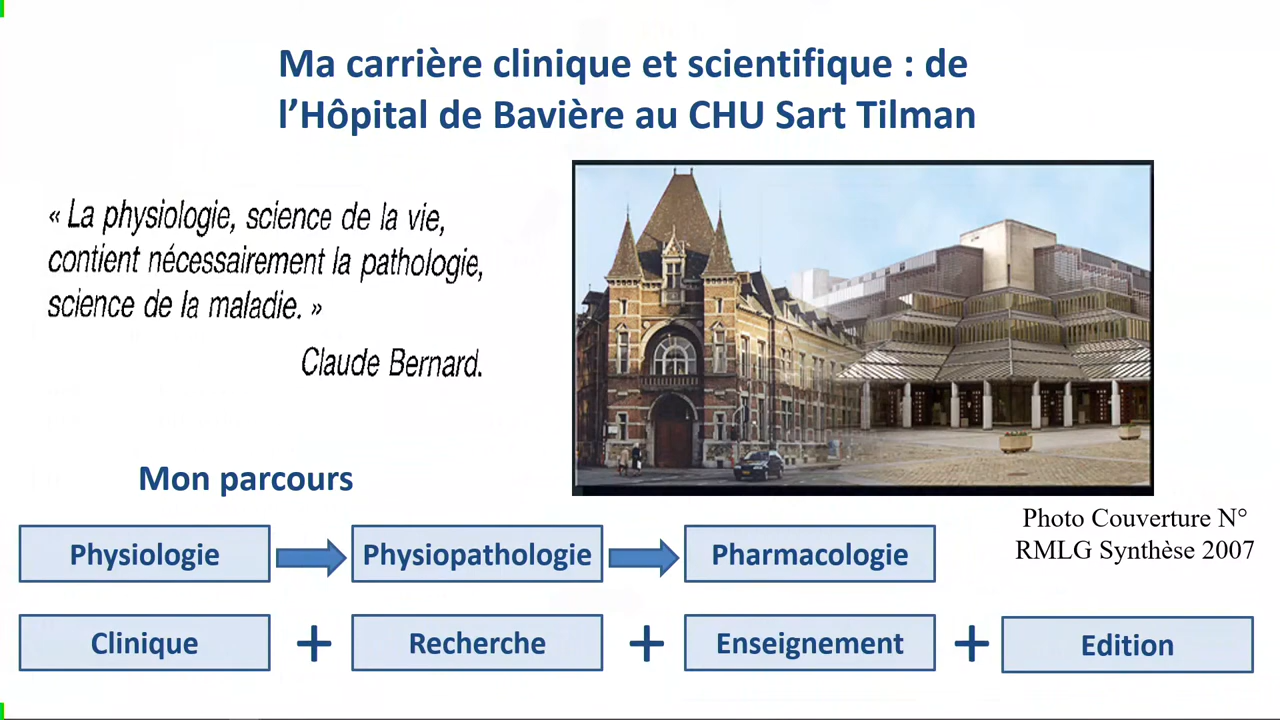 Ma carrière clinique et scientifique : de
l’Hôpital de Bavière au CHU Sart Tilman
« La physiologie, science de la vie,
contient nécessairement la pathologie,
science de la maladie. »
Claude Bernard.
Mon parcours
Photo Couverture N°
RMLG Synthèse 2007
Physiologie
Physiopathologie
Pharmacologie
Clinique
+
Recherche
+
Enseignement
+
Edition